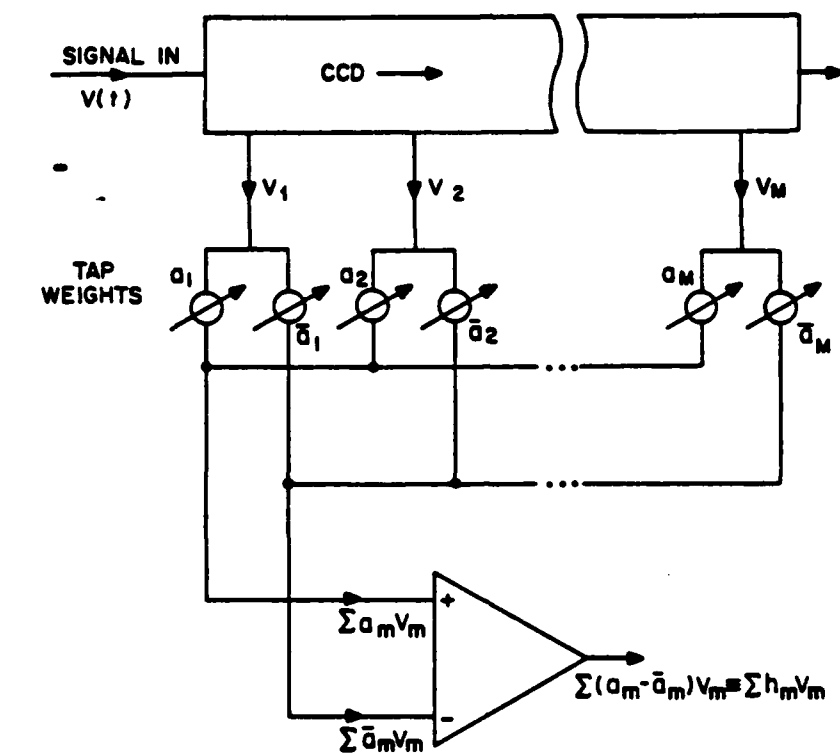 SIGNAL IN
V(t)
CCD
V1
V2
VM
TAP
WEIGHTS
a1
ā1
a2
ā2
aM
āM
...
...
+
ΣamVm
-
ΣāmVm
Σ(am-ām)Vm≡ΣhmVm